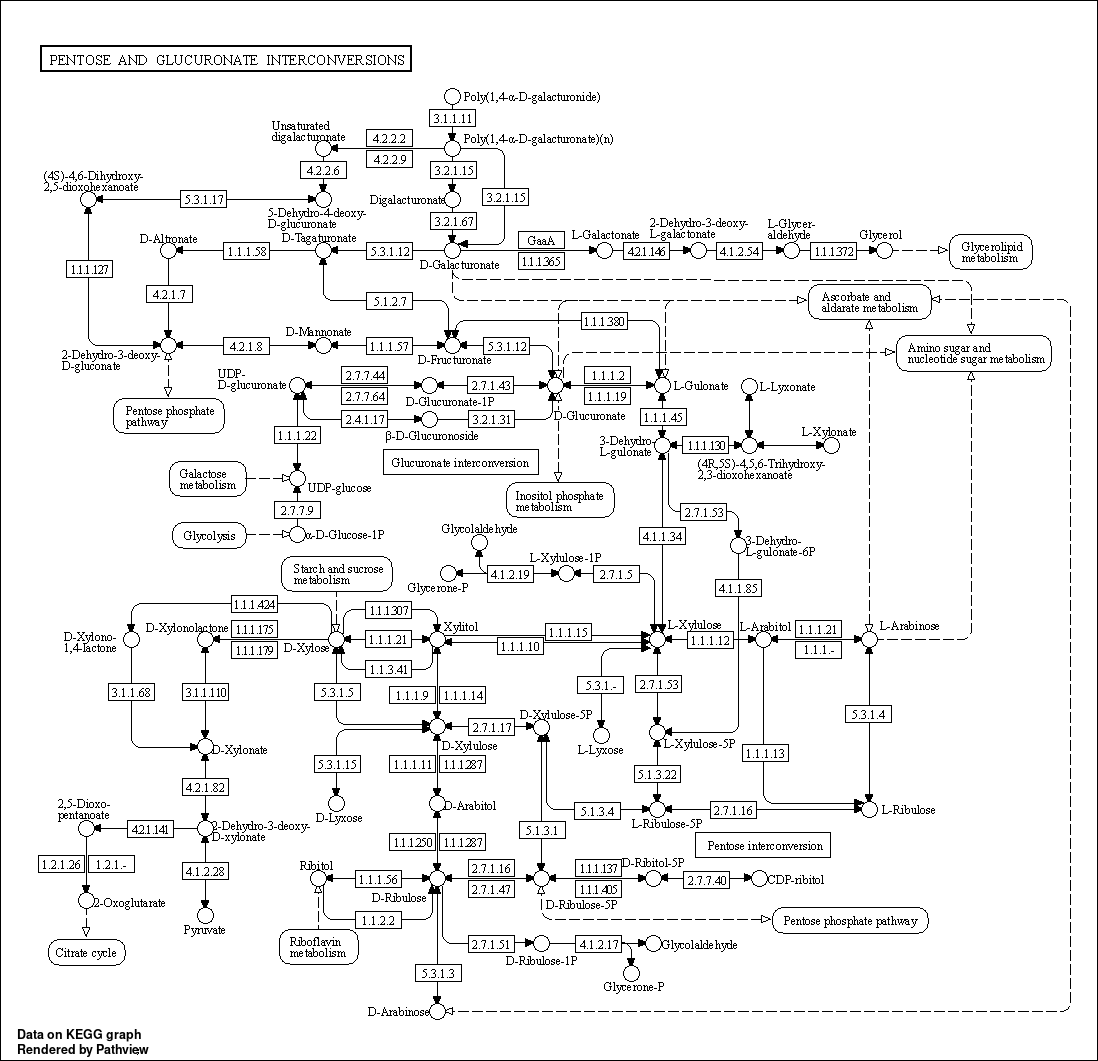 PENTOSE AND GLUCURONATE INTERCONVERSIONS
Poly(1,4-α-D-galacturonide)
3.1.1.11
Unsaturated
digalacturonate
4.2.2.2
Poly(1,4-α-D-galacturonate)(n)
4.2.2.9
4.2.2.6
3.2.1.15
(4S)-4,6-Dihydroxy-
2,5-dioxohexanoate
5.3.1.17
Digalacturonate
3.2.1.15
5-Dehydro-4-deoxy-
D-glucuronate
3.2.1.67
D-Altronate
D-Tagaturonate
1.1.1.58
5.3.1.12
D-Galacturonate
GaaA
1.1.1365
L-Galactonate
4.2.1.146
2-Dehydro-3-deoxy-
L-galactonate
4.1.2.54
L-Glycer-
aldehyde
1.1.1372
Glycerol
Glycerolipid
metabolism
1.1.1.127
4.2.1.7
5.1.2.7
Ascorbate and
aldarate metabolism
1.1.1.380
2-Dehydro-3-deoxy-
D-gluconate
4.2.1.8
D-Mannonate
1.1.1.57
D-Fructuronate
5.3.1.12
Amino sugar and
nucleotide sugar metabolism
Pentose phosphate
pathway
UDP-
D-glucuronate
2.7.7.44
2.7.7.64
D-Glucuronate-1P
2.7.1.43
1.1.1.2
1.1.1.19
L-Gulonate
L-Lyxonate
D-Glucuronate
2.4.1.17
β-D-Glucuronoside
3.2.1.31
1.1.1.45
1.1.1.22
Glucuronate interconversion
3-Dehydro-
L-gulonate
1.1.1.130
L-Xylonate
(4R,5S)-4,5,6-Trihydroxy-
2,3-dioxohexanoate
Galactose
metabolism
UDP-glucose
Inositol phosphate
metabolism
2.7.7.9
2.7.1.53
Glycolysis
α-D-Glucose-1P
Glycolaldehyde
4.1.1.34
3-Dehydro-
L-gulonate-6P
Starch and sucrose
metabolism
L-Xylulose-1P
Glycerone-P
4.1.2.19
2.7.1.5
4.1.1.85
1.1.1.424
1.1.1307
D-Xylono-
1,4-lactone
D-Xylonolactone
1.1.1.175
1.1.1.179
D-Xylose
1.1.1.21
Xylitol
1.1.1.15
1.1.1.10
L-Xylulose
1.1.1.12
L-Arabitol
1.1.1.21
1.1.1.-
L-Arabinose
1.1.3.41
3.1.1.68
3.1.1.110
5.3.1.5
1.1.1.9
1.1.1.14
5.3.1.-
2.7.1.53
5.3.1.4
D-Xylonate
D-Xylulose
2.7.1.17
D-Xylulose-5P
L-Lyxose
L-Xylulose-5P
1.1.1.13
5.3.1.15
1.1.1.11
1.1.1287
5.1.3.22
4.2.1.82
2,5-Dioxo-
pentanoate
D-Lyxose
D-Arabitol
5.1.3.4
L-Ribulose-5P
2.7.1.16
L-Ribulose
4.2.1.141
2-Dehydro-3-deoxy-
D-xylonate
1.1.1250
1.1.1287
5.1.3.1
Pentose interconversion
1.2.1.26
1.2.1.-
4.1.2.28
Ribitol
1.1.1.56
D-Ribulose
2.7.1.16
2.7.1.47
D-Ribulose-5P
1.1.1.137
1.1.1.405
D-Ribitol-5P
2.7.7.40
CDP-ribitol
2-Oxoglutarate
Pyruvate
1.1.2.2
Pentose phosphate pathway
Citrate cycle
Riboflavin
metabolism
2.7.1.51
D-Ribulose-1P
4.1.2.17
Glycolaldehyde
5.3.1.3
Glycerone-P
D-Arabinose
Data on KEGG graph
Rendered by Pathview